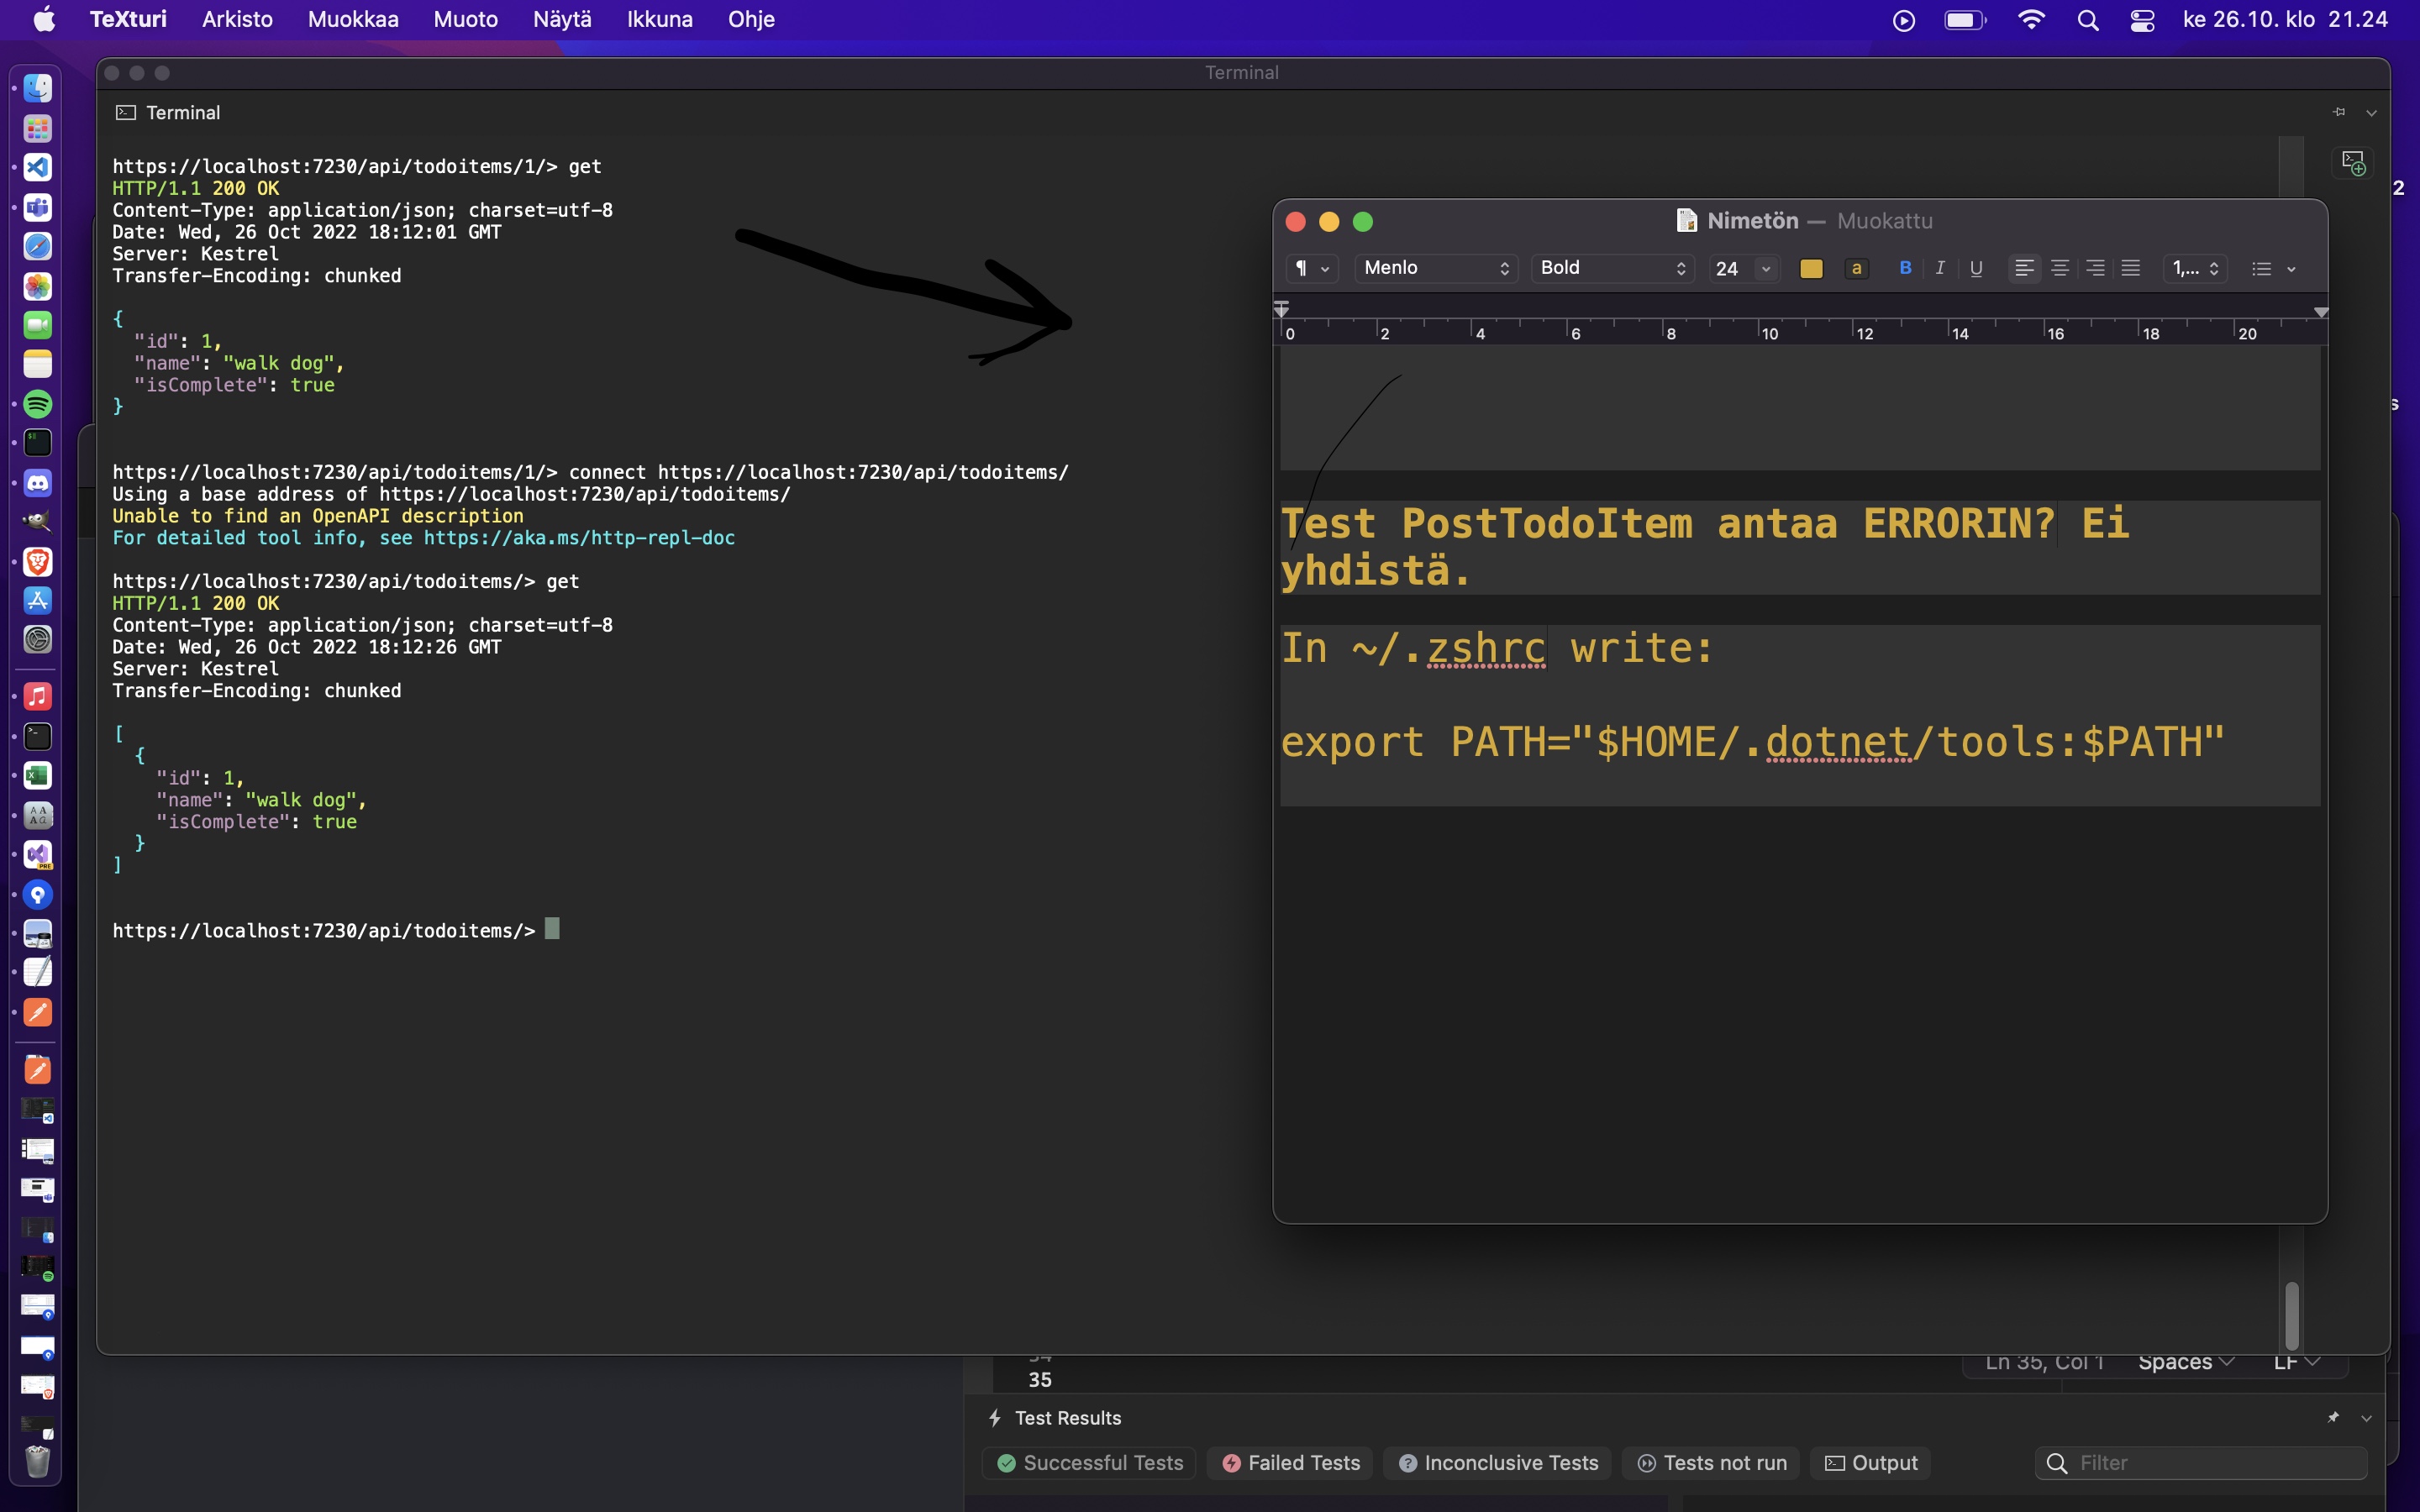 TeXturi Arkisto Muokkaa Muoto Näytä Ikkuna Ohje ke 26.10. klo 21.24
Terminal
Terminal
https://localhost:7230/api/todoitems/1/> get
HTTP/1.1 200 OK
Content-Type: application/json; charset=utf-8
Date: Wed, 26 Oct 2022 18:12:01 GMT
Server: Kestrel
Transfer-Encoding: chunked
{
"id": 1,
"name": "walk dog",
"isComplete": true
}
https://localhost:7230/api/todoitems/1/> connect https://localhost:7230/api/todoitems/
Using a base address of https://localhost:7230/api/todoitems/
Unable to find an OpenAPI description
For detailed tool info, see https://aka.ms/http-repl-doc
https://localhost:7230/api/todoitems/> get
HTTP/1.1 200 OK
Content-Type: application/json; charset=utf-8
Date: Wed, 26 Oct 2022 18:12:26 GMT
Server: Kestrel
Transfer-Encoding: chunked
[
{
"id": 1,
"name": "walk dog",
"isComplete": true
}
]
https://localhost:7230/api/todoitems/>
2
s
Nimetön — Muokattu
¶ Menlo Bold 24 a B I U 1,...
0 2 4 6 8 10 12 14 16 18 20
Test PostTodoItem antaa ERRORIN? Ei
yhdistä.
In ~/.zshrc write:
export PATH="$HOME/.dotnet/tools:$PATH"
34
35
Ln 35, Col 1 Spaces LF
Test Results
Successful Tests Failed Tests Inconclusive Tests Tests not run Output Filter